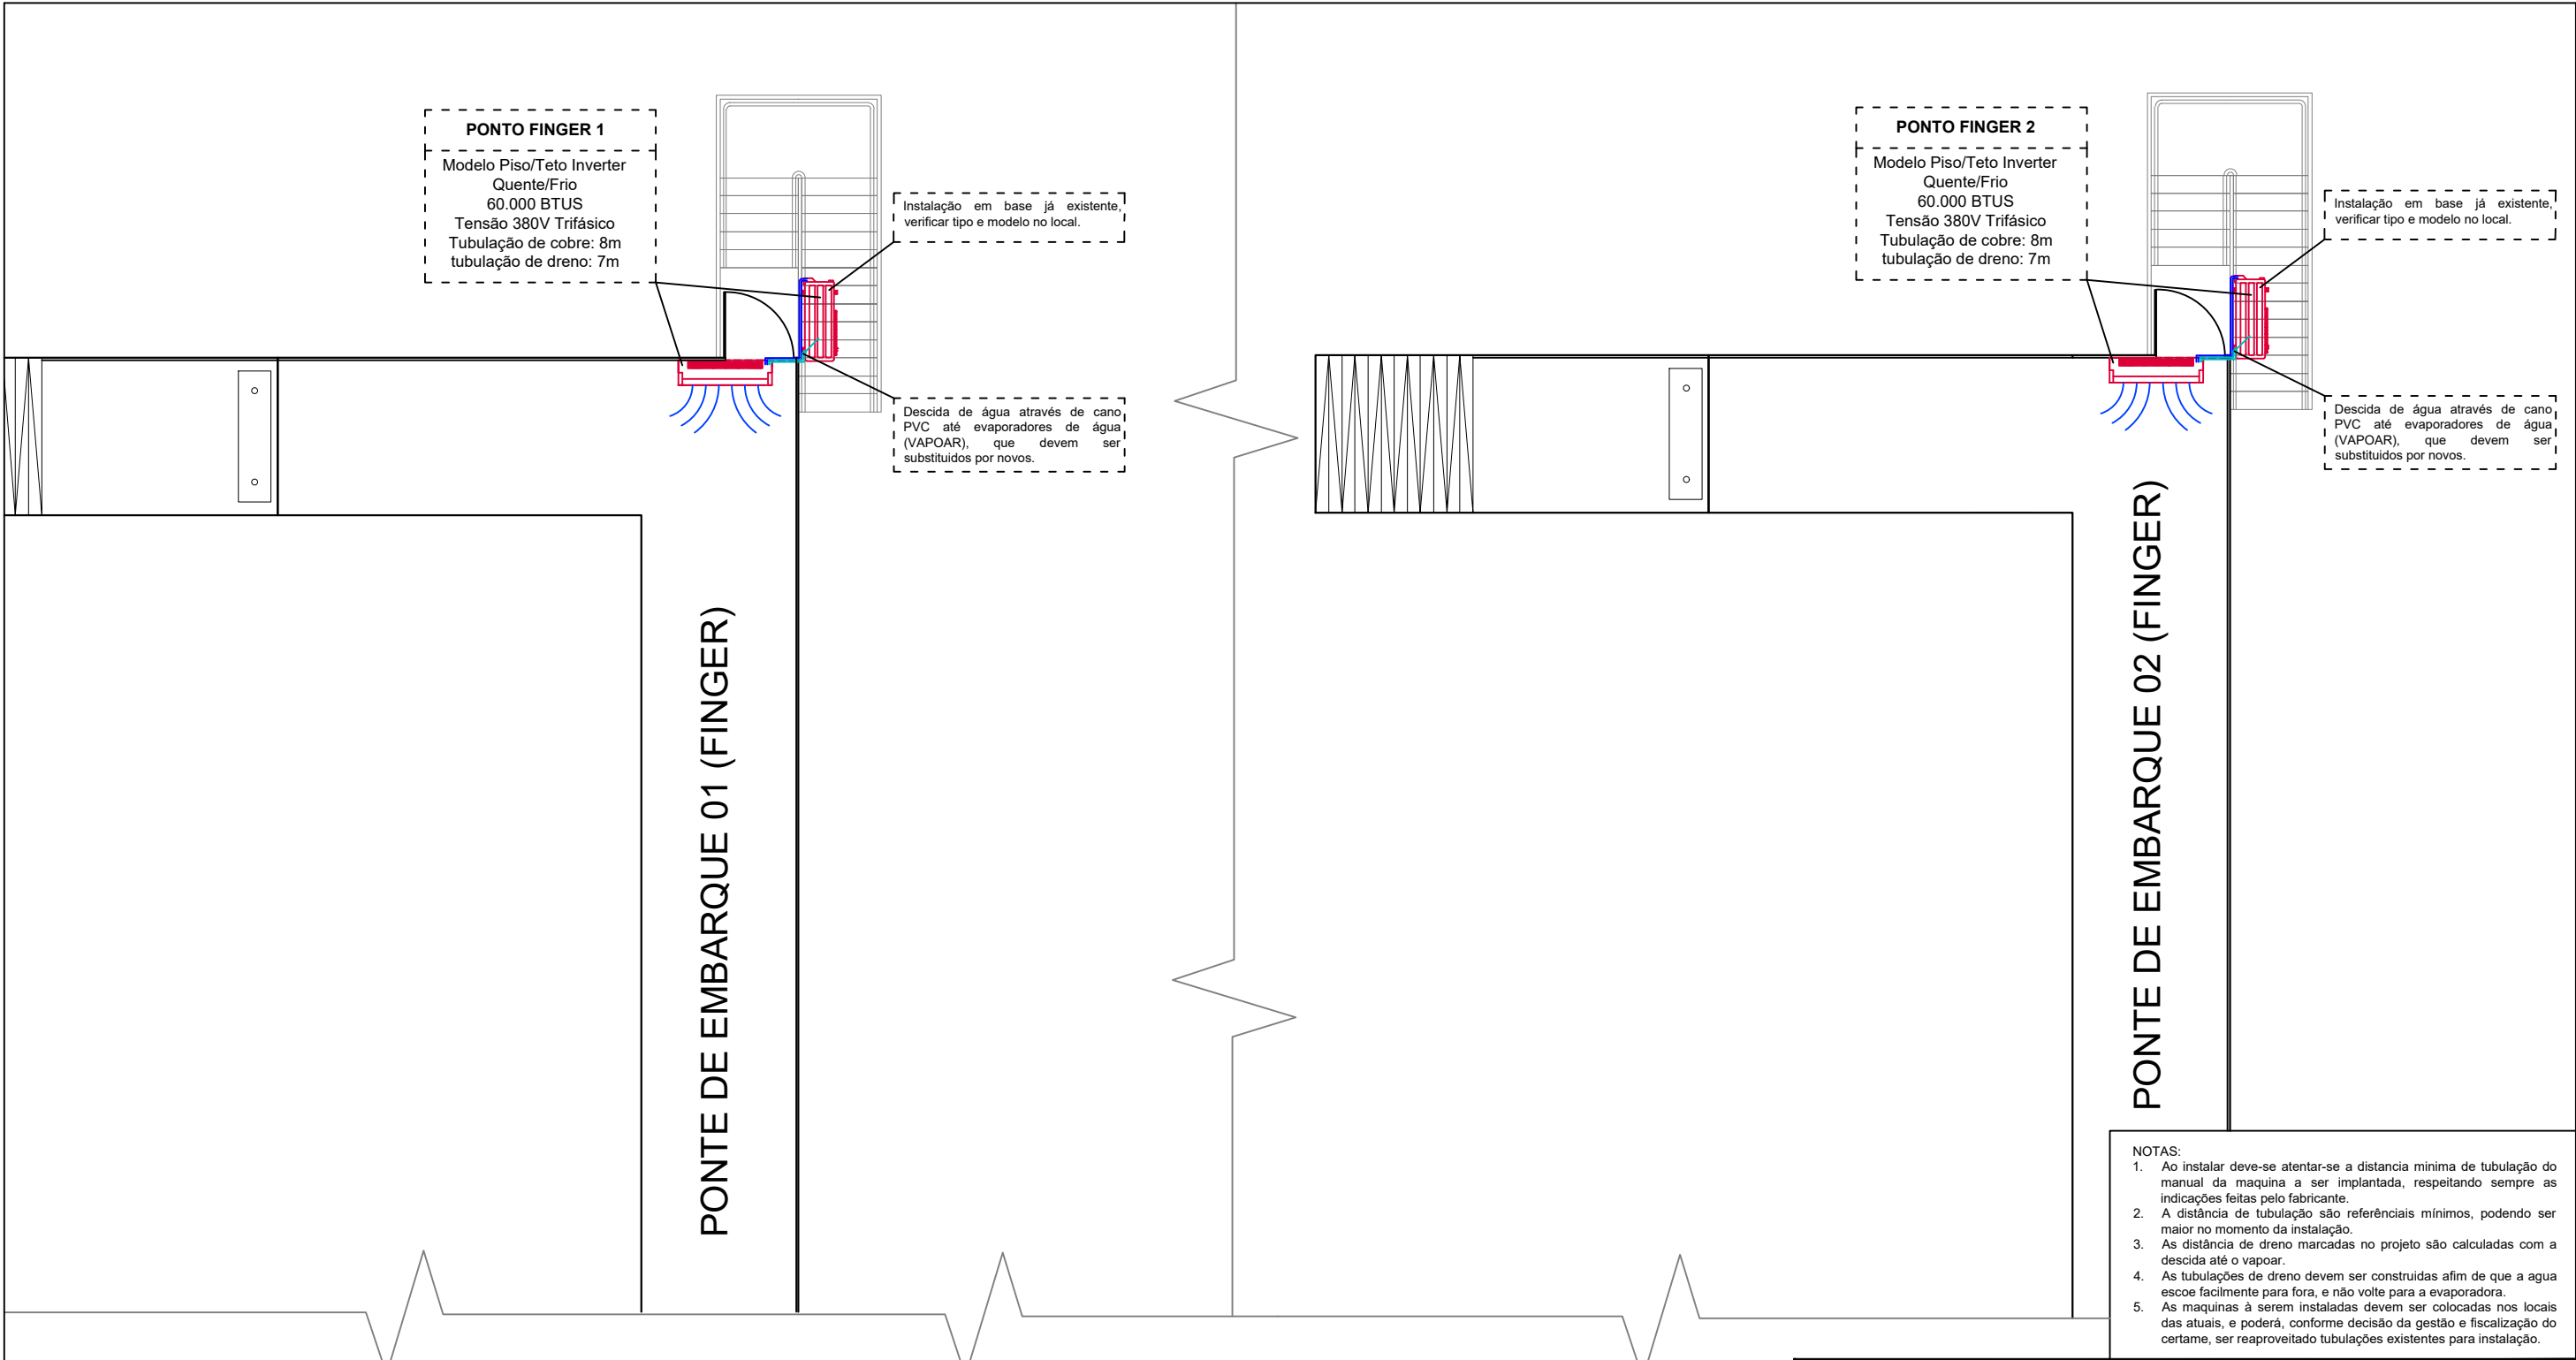 PONTO FINGER 1
Modelo Piso/Teto Inverter
Quente/Frio
60.000 BTUS
Tensão 380V Trifásico
Tubulação de cobre: 8m
tubulação de dreno: 7m
Instalação em base já existente,
verificar tipo e modelo no local.
Descida de água através de cano
PVC até evaporadores de água
(VAPOAR), que devem ser
substituidos por novos.
PONTE DE EMBARQUE 01 (FINGER)
PONTO FINGER 2
Modelo Piso/Teto Inverter
Quente/Frio
60.000 BTUS
Tensão 380V Trifásico
Tubulação de cobre: 8m
tubulação de dreno: 7m
Instalação em base já existente,
verificar tipo e modelo no local.
Descida de água através de cano
PVC até evaporadores de água
(VAPOAR), que devem ser
substituidos por novos.
PONTE DE EMBARQUE 02 (FINGER)
NOTAS:
1. Ao instalar deve-se atentar-se a distancia minima de tubulação do
manual da maquina a ser implantada, respeitando sempre as
indicações feitas pelo fabricante.
2. A distância de tubulação são referênciais mínimos, podendo ser
maior no momento da instalação.
3. As distância de dreno marcadas no projeto são calculadas com a
descida até o vapoar.
4. As tubulações de dreno devem ser construidas afim de que a agua
escoe facilmente para fora, e não volte para a evaporadora.
5. As maquinas à serem instaladas devem ser colocadas nos locais
das atuais, e poderá, conforme decisão da gestão e fiscalização do
certame, ser reaproveitado tubulações existentes para instalação.